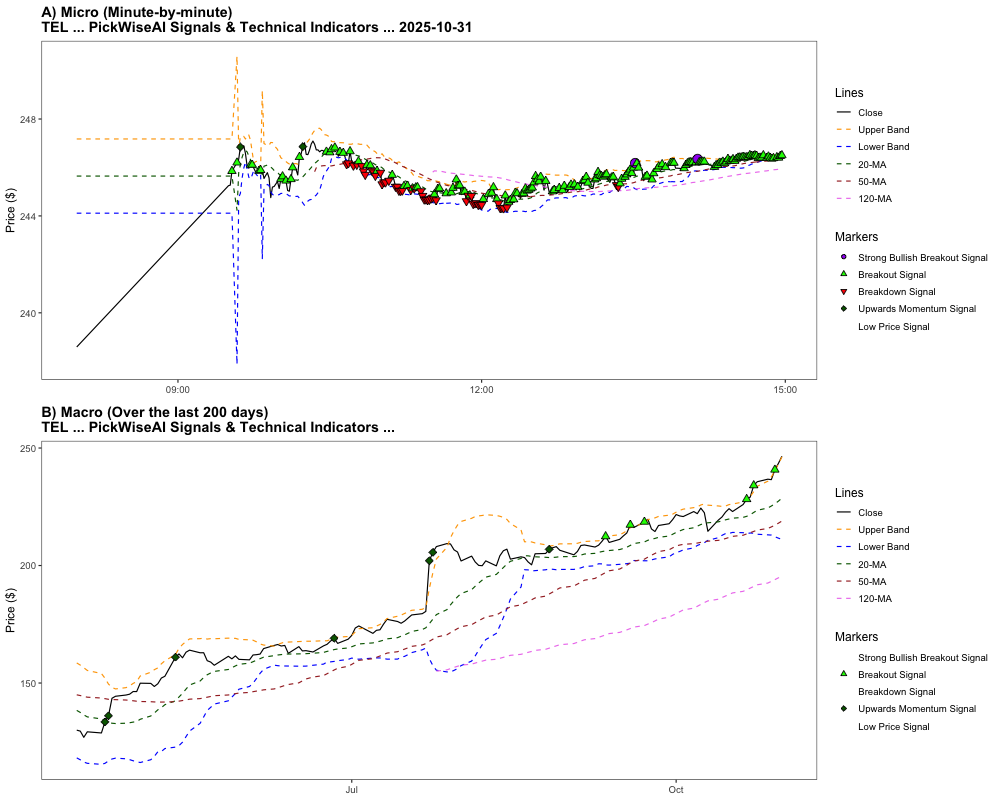 A) Micro (Minute-by-minute)
TEL ... PickWiseAI Signals & Technical Indicators ... 2025-10-31
Price ($)
248
244
240
09:00
12:00
15:00
Lines
Close
Upper Band
Lower Band
20-MA
50-MA
120-MA
Markers
Strong Bullish Breakout Signal
Breakout Signal
Breakdown Signal
Upwards Momentum Signal
Low Price Signal
B) Macro (Over the last 200 days)
TEL ... PickWiseAI Signals & Technical Indicators ...
Price ($)
250
200
150
Jul
Oct
Lines
Close
Upper Band
Lower Band
20-MA
50-MA
120-MA
Markers
Strong Bullish Breakout Signal
Breakout Signal
Breakdown Signal
Upwards Momentum Signal
Low Price Signal